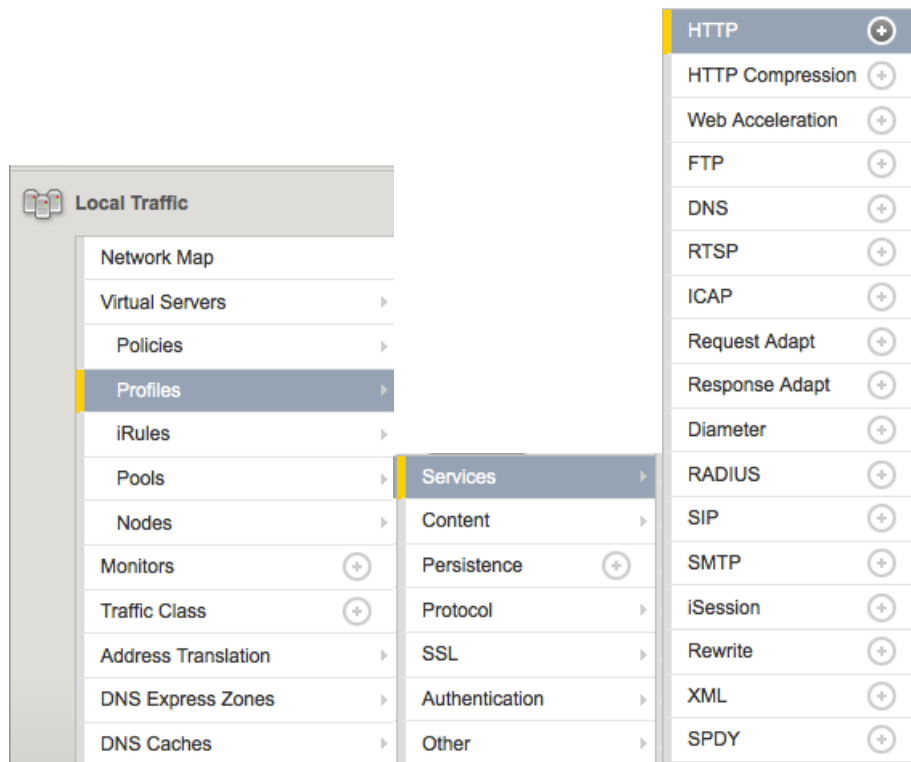 Local Traffic
Network Map
Virtual Servers
Policies
Profiles
iRules
Pools
Nodes
Monitors
Traffic Class
Address Translation
DNS Express Zones
DNS Caches
Services
Content
Persistence
Protocol
SSL
Authentication
Other
HTTP
HTTP Compression
Web Acceleration
FTP
DNS
RTSP
ICAP
Request Adapt
Response Adapt
Diameter
RADIUS
SIP
SMTP
iSession
Rewrite
XML
SPDY